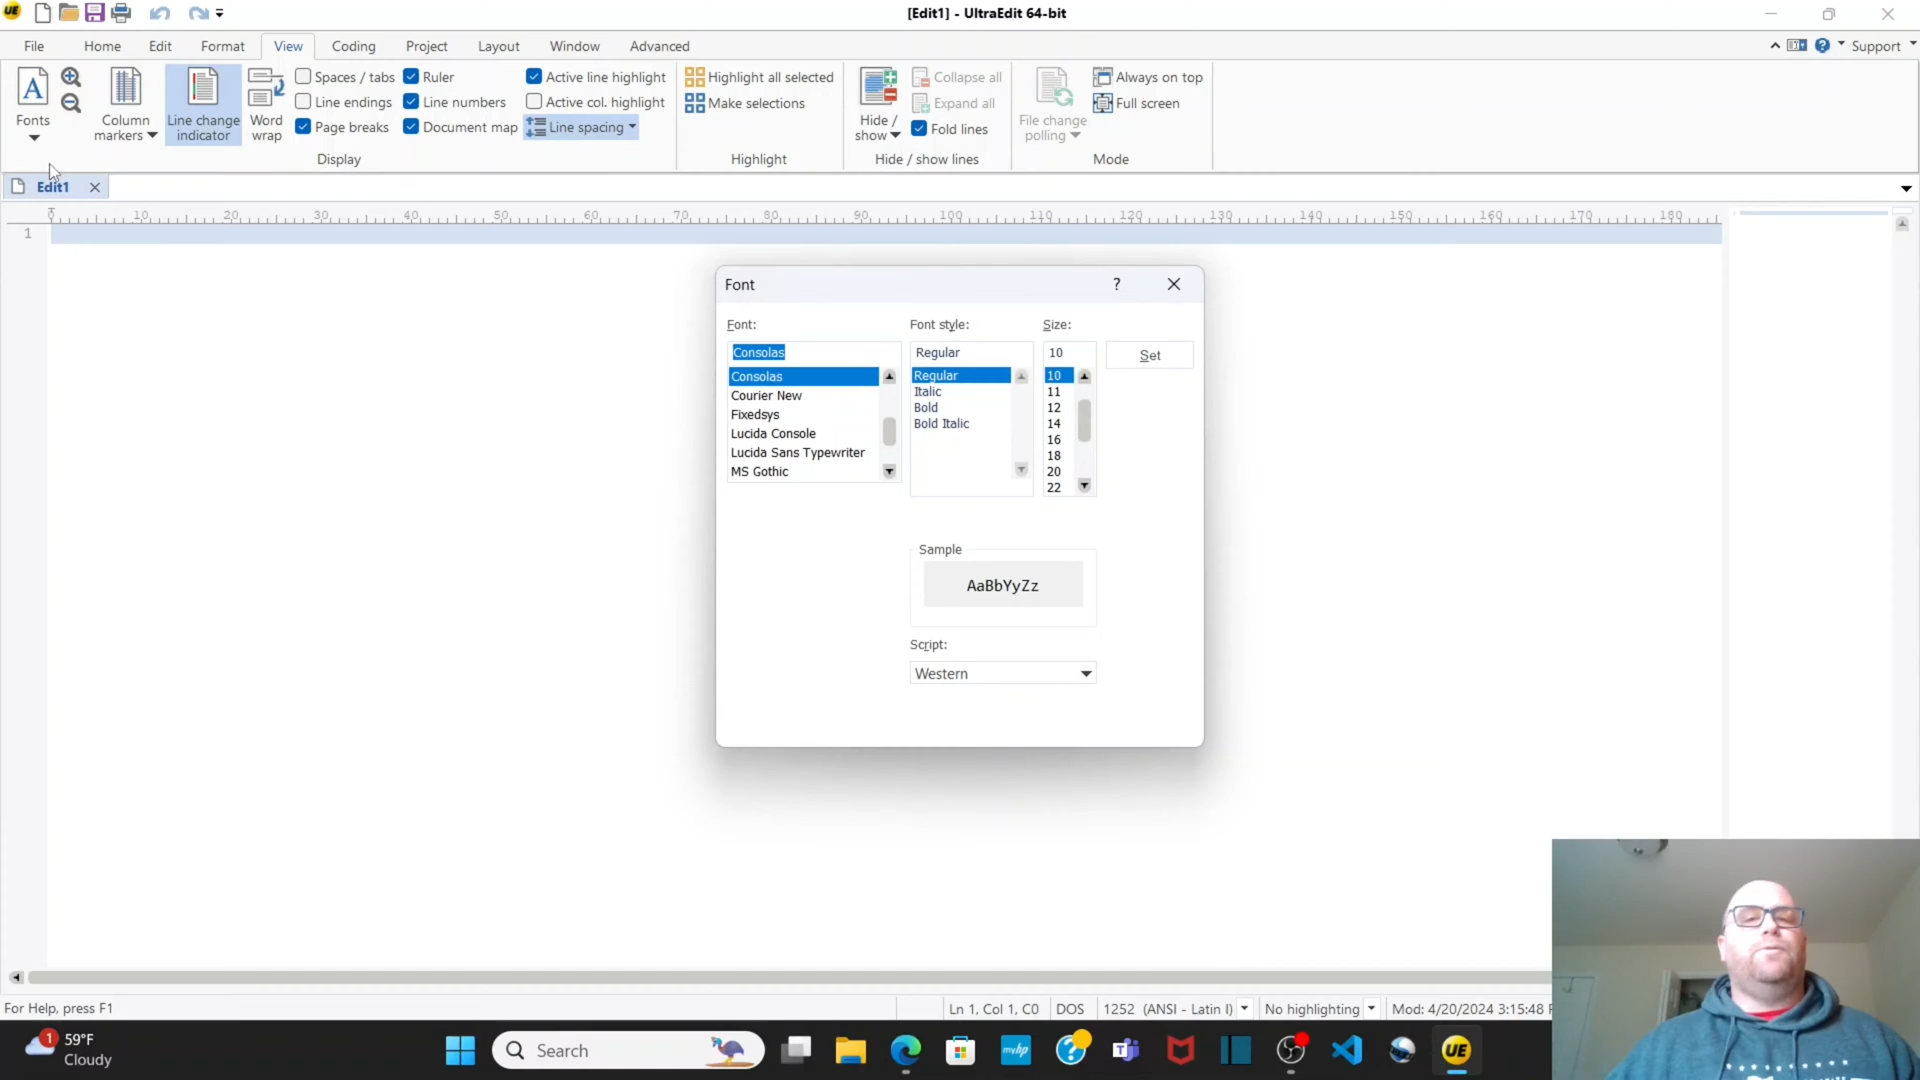 UE
[Edit1] - UltraEdit 64-bit
File Home Edit Format View Coding Project Layout Window Advanced Support
Fonts
Column markers
Line change indicator
Word wrap
Spaces / tabs
Line endings
Page breaks
Ruler
Line numbers
Document map
Active line highlight
Active col. highlight
Line spacing
Display
Highlight all selected
Make selections
Highlight
Hide / show
Collapse all
Expand all
Fold lines
Hide / show lines
File change polling
Always on top
Full screen
Mode
Edit1
0 10 20 30 40 50 60 70 80 90 100 110 120 130 140 150 160 170 180
1
Font ?
Font: Font style: Size:
Consolas Regular 10 Set
Consolas Regular 10
Courier New Italic 11
Fixedsys Bold 12
Lucida Console Bold Italic 14
Lucida Sans Typewriter 16
MS Gothic 18
20
22
Sample
AaBbYyZz
Script:
Western
For Help, press F1
Ln 1, Col 1, C0 DOS 1252 (ANSI - Latin I) No highlighting Mod: 4/20/2024 3:15:48
1 59°F
Cloudy
Search
myhp
UE